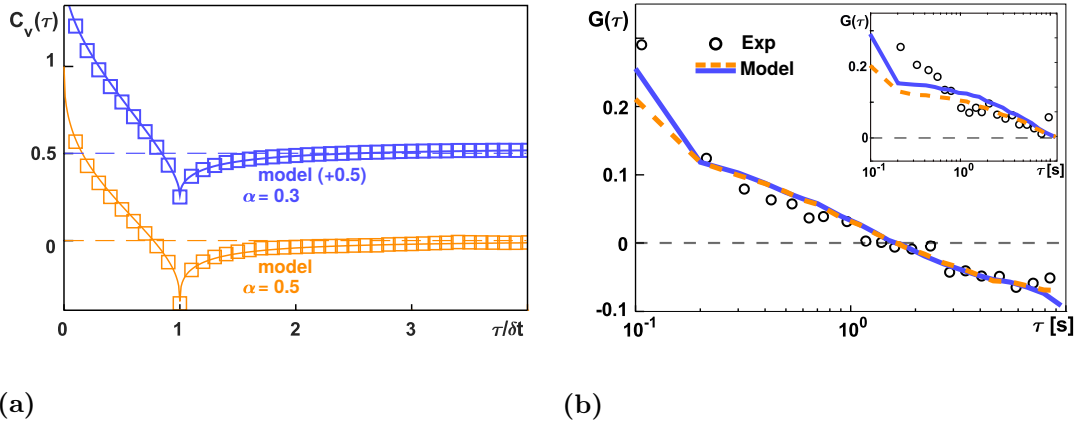 C_v(τ)
1
0.5
0
model (+0.5)
α = 0.3
model
α = 0.5
0
1
2
3
τ/δt
(a)
G(τ)
0.2
0.1
0
-0.1
Exp
Model
10^-1
10^0
τ [s]
G(τ)
0.2
0
10^-1
10^0
τ [s]
(b)